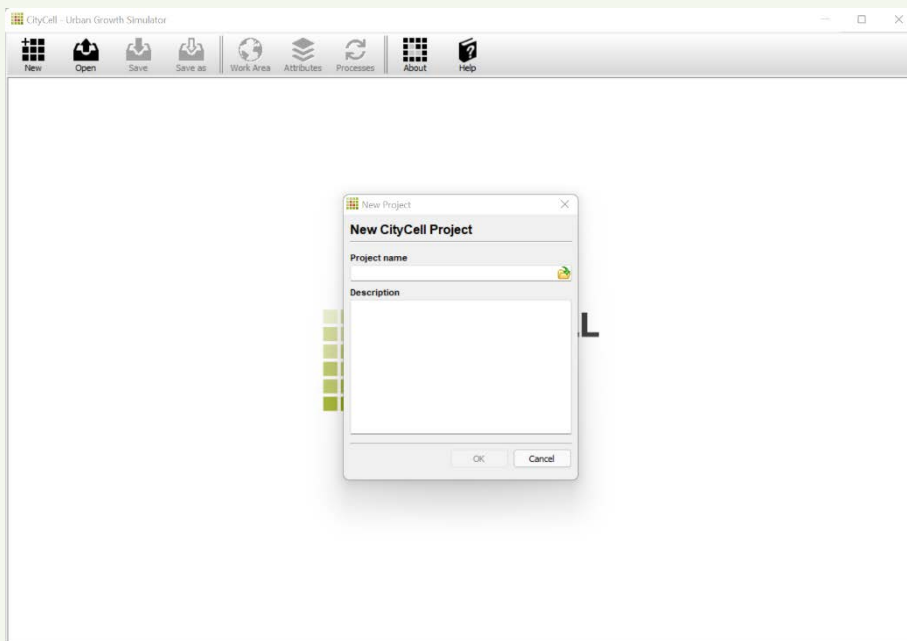 CityCell - Urban Growth Simulator
New Open Save Save as Work Area Attributes Processes About Help
New Project
New CityCell Project
Project name
Description
L
OK Cancel